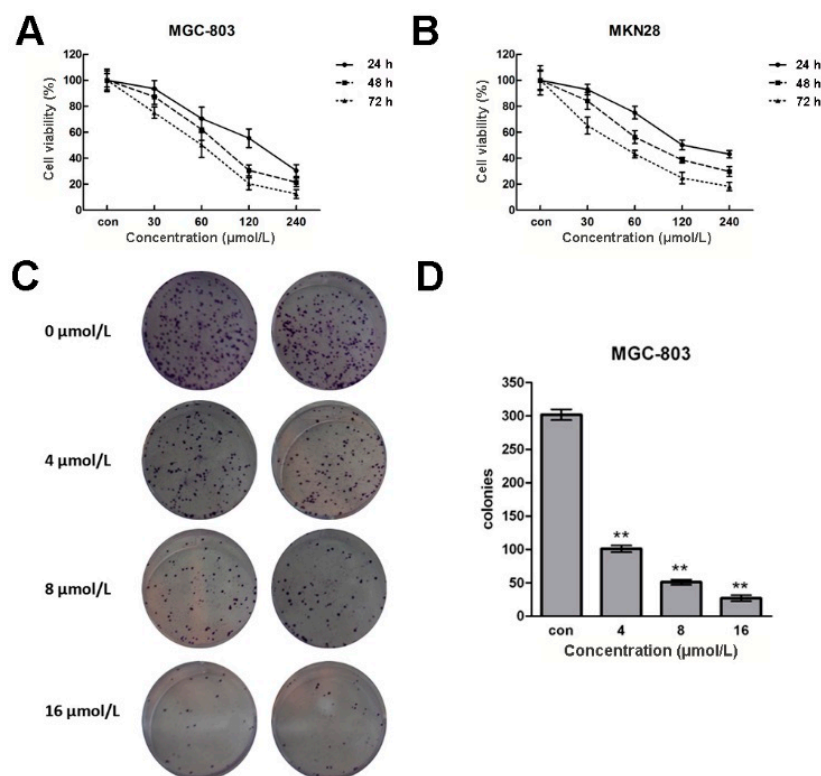 A
MGC-803
Cell viability (%)
120
100
80
60
40
20
0
con 30 60 120 240
Concentration (µmol/L)
24 h
48 h
72 h
B
MKN28
Cell viability (%)
120
100
80
60
40
20
0
con 30 60 120 240
Concentration (µmol/L)
24 h
48 h
72 h
C
0 µmol/L
4 µmol/L
8 µmol/L
16 µmol/L
D
MGC-803
colonies
350
300
250
200
150
100
50
0
**
**
**
con 4 8 16
Concentration (µmol/L)